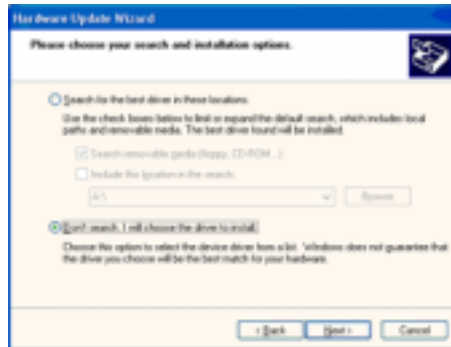 Hardware Update Wizard
Please choose your search and installation options.
Search for the best driver in these locations.
Use the check boxes below to limit or expand the default search, which includes local
paths and removable media. The best driver found will be installed.
Search removable media (floppy, CD-ROM...)
Include this location in the search:
A:\
Browse
Don't search. I will choose the driver to install.
Choose this option to select the device driver from a list. Windows does not guarantee that
the driver you choose will be the best match for your hardware.
< Back
Next >
Cancel